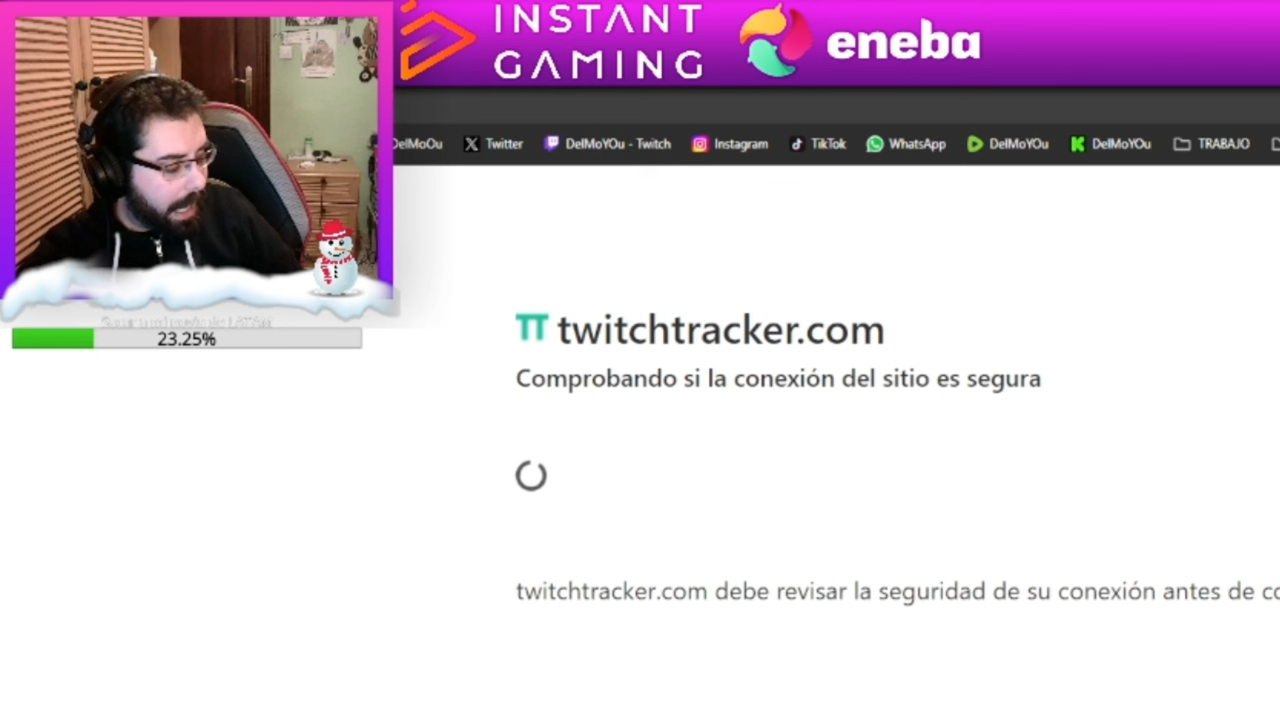 INSTANT
GAMING
eneba
DelMoOu
Twitter
DelMoYOu - Twitch
Instagram
TikTok
WhatsApp
DelMoYOu
DelMoYOu
TRABAJO
23.25%
twitchtracker.com
Comprobando si la conexión del sitio es segura
twitchtracker.com debe revisar la seguridad de su conexión antes de